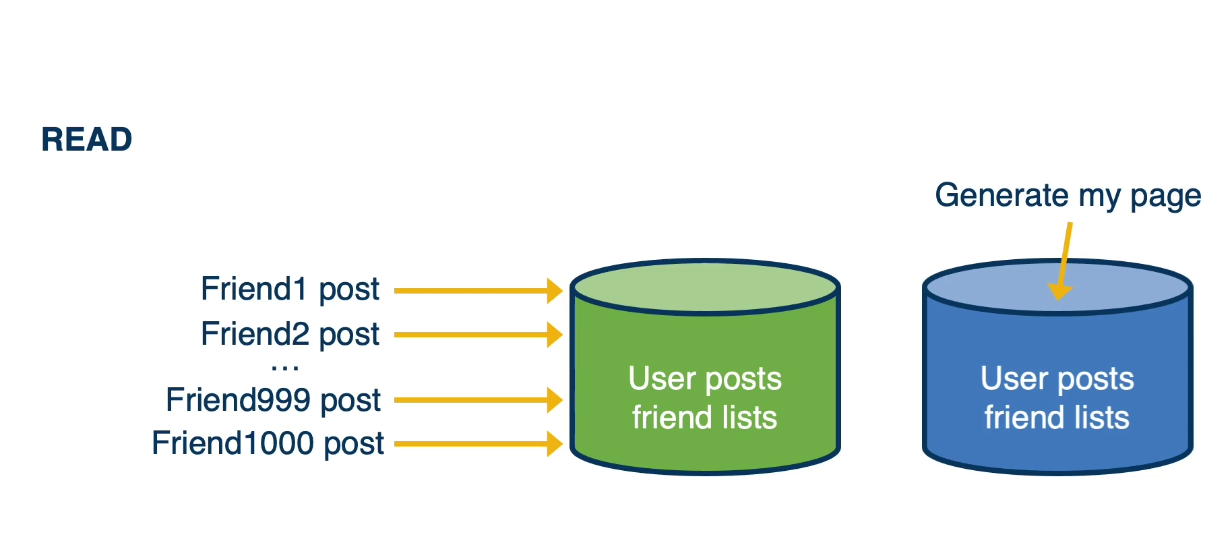 READ
Generate my page
Friend1 post
Friend2 post
...
Friend999 post
Friend1000 post
User posts
friend lists
User posts
friend lists